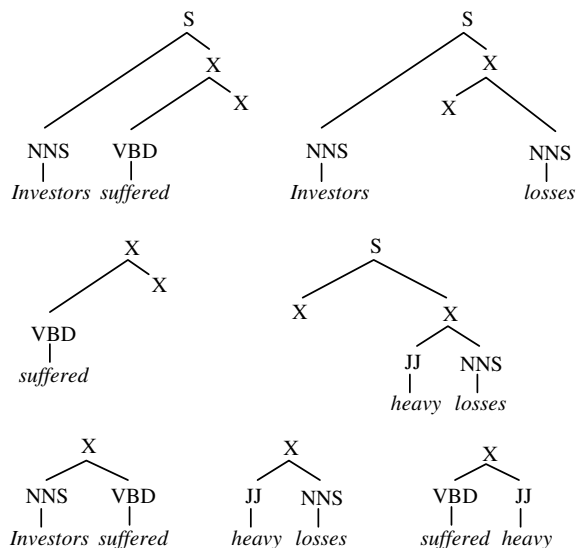 S S
X X
X X
NNS VBD NNS NNS
Investors suffered Investors losses
X S
X X X
VBD JJ NNS
suffered heavy losses
X X X
NNS VBD JJ NNS VBD JJ
Investors suffered heavy losses suffered heavy